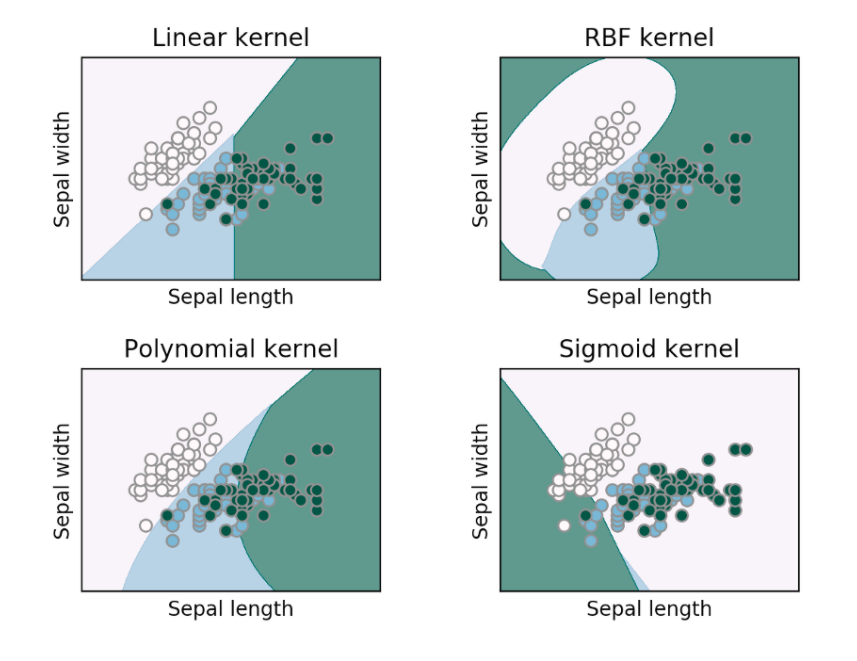 Linear kernel
Sepal width
Sepal length
RBF kernel
Sepal width
Sepal length
Polynomial kernel
Sepal width
Sepal length
Sigmoid kernel
Sepal width
Sepal length